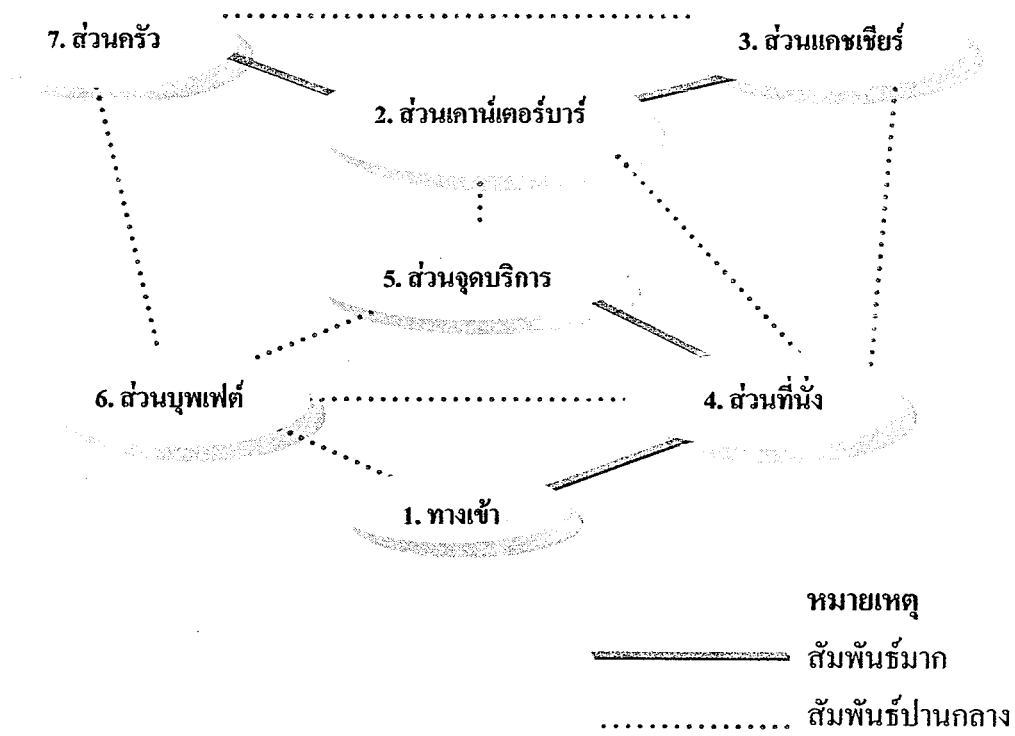 7. ส่วนครัว
3. ส่วนแคชเชียร์
2. ส่วนเคาน์เตอร์บาร์
5. ส่วนจุดบริการ
6. ส่วนบุพเฟต์
4. ส่วนที่นั่ง
1. ทางเข้า
หมายเหตุ
สัมพันธ์มาก
สัมพันธ์ปานกลาง